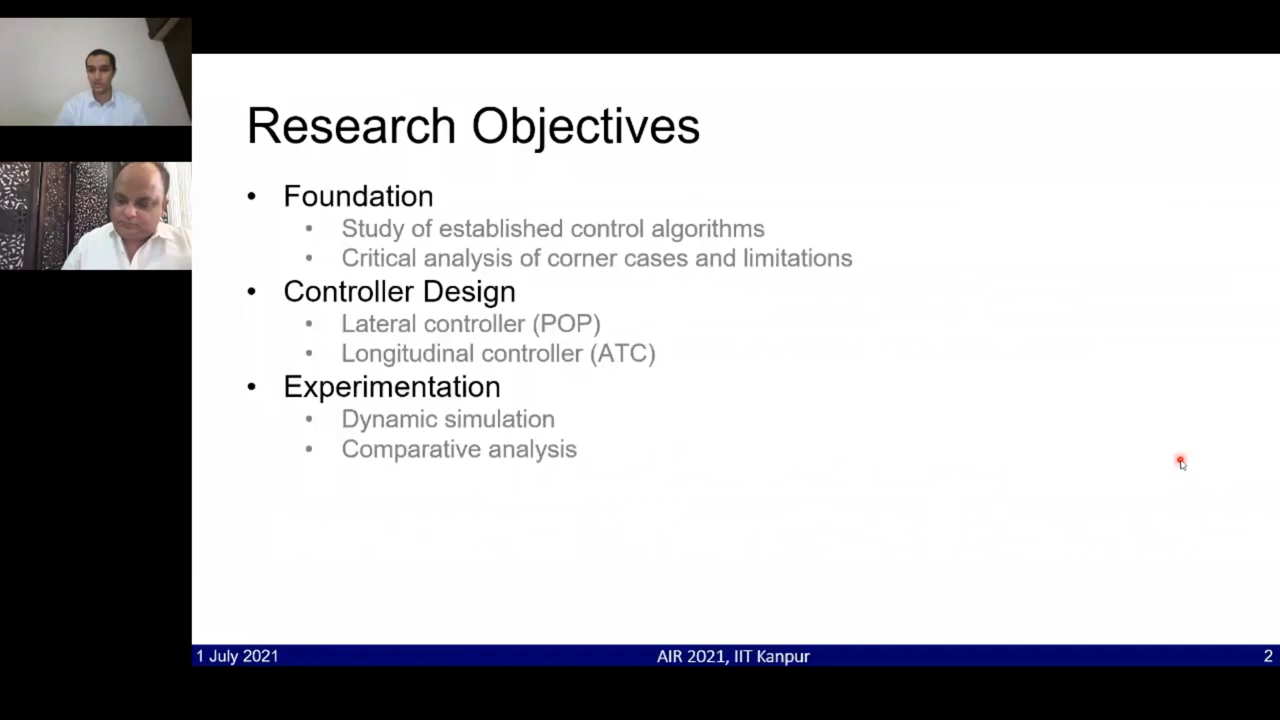 Research Objectives
• Foundation
• Study of established control algorithms
• Critical analysis of corner cases and limitations
• Controller Design
• Lateral controller (POP)
• Longitudinal controller (ATC)
• Experimentation
• Dynamic simulation
• Comparative analysis
1 July 2021
AIR 2021, IIT Kanpur
2